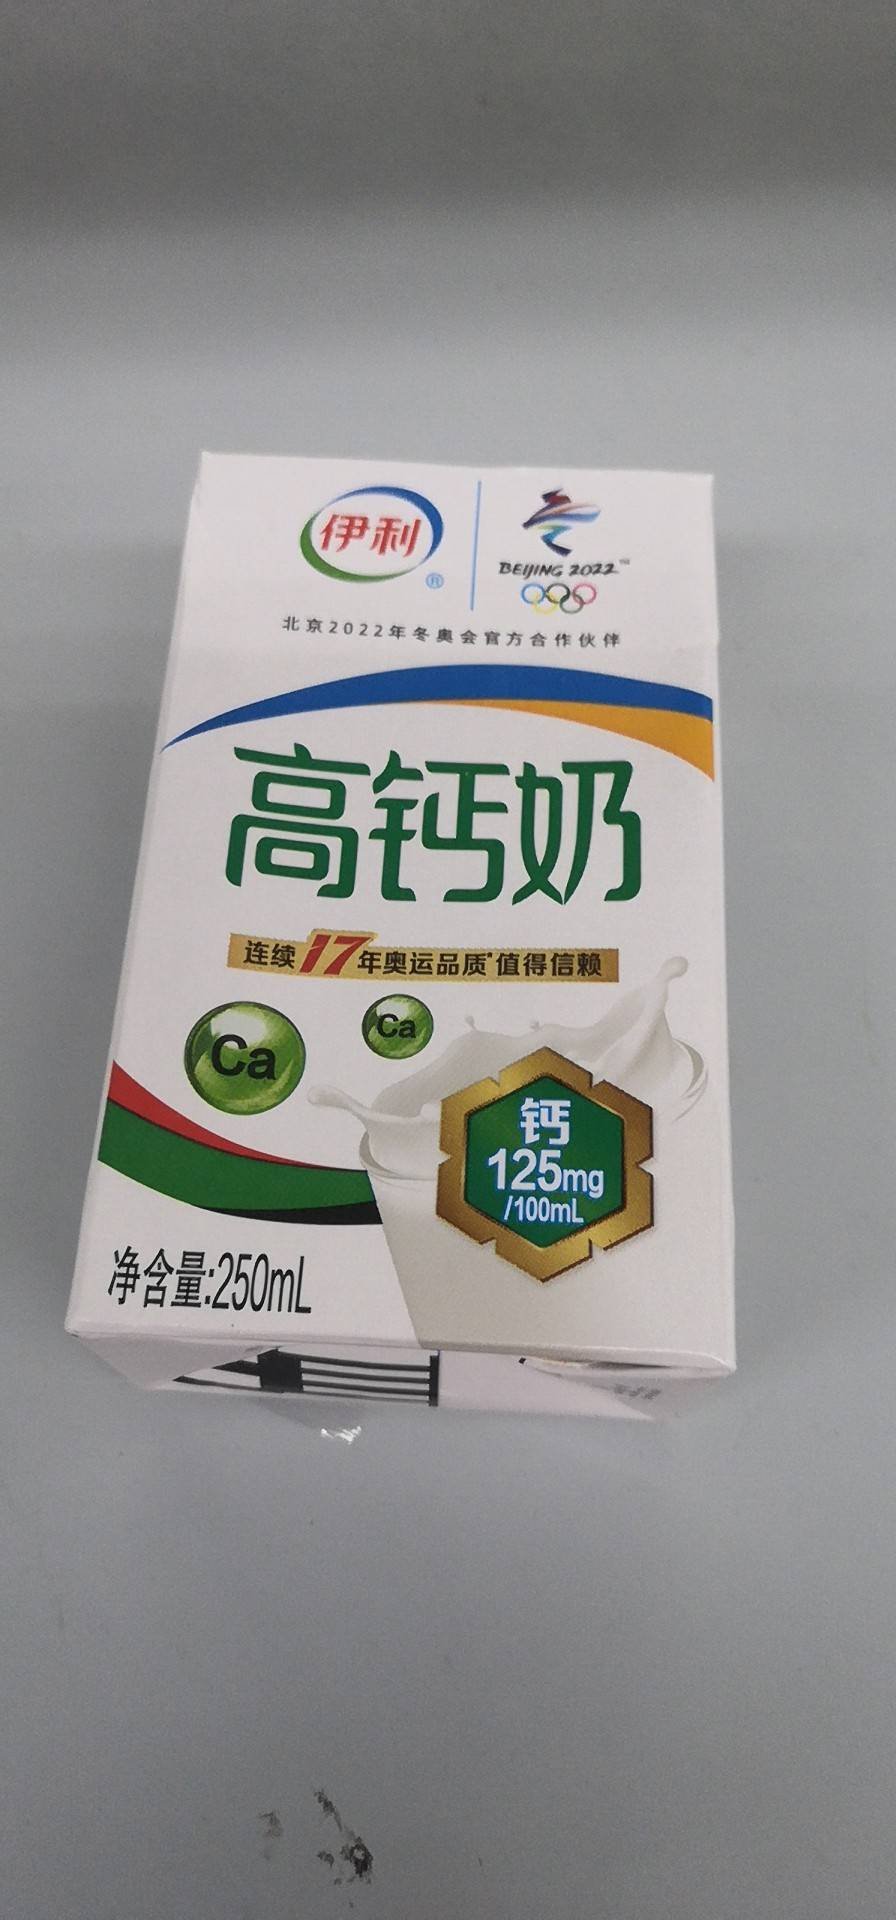 伊利
®
BEIJING 2022™
北京2022年冬奥会官方合作伙伴
高钙奶
连续17年奥运品质*值得信赖
Ca
Ca
钙
125mg
/100mL
净含量:250mL